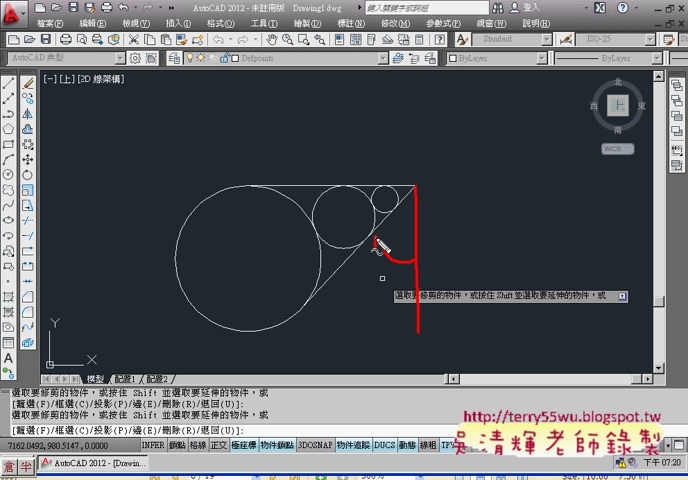 AutoCAD 2012 - 未註冊版 Drawing1.dwg
鍵入關鍵字或片語
登入
檔案(F) 編輯(E) 檢視(V) 插入(I) 格式(O) 工具(T) 繪製(D) 標註(N) 修改(M) 參數式(P) 視窗(W) 說明(H)
Standard ISO-25 Standard
AutoCAD 典型 Defpoints ByLayer ByLayer
[-] [上] [2D 線架構]
北
西 上 東
南
WCS
選取要修剪的物件，或按住 Shift 並選取要延伸的物件，或
Y
X
模型 配置1 配置2
選取要修剪的物件，或按住 Shift 並選取要延伸的物件，或
[籬選(F)/框選(C)/投影(P)/邊(E)/刪除(R)/退回(U)]:
選取要修剪的物件，或按住 Shift 並選取要延伸的物件，或
[籬選(F)/框選(C)/投影(P)/邊(E)/刪除(R)/退回(U)]:
http://terry55wu.blogspot.tw
吳清輝老師錄製
7162.0492, 980.5147, 0.0000 INFER 鎖點 格線 正交 極座標 物件鎖點 3DOSNAP 物件追蹤 DUCS 動態 線粗
倉 半 AutoCAD 2012 - [Drawin... 下午 07:20